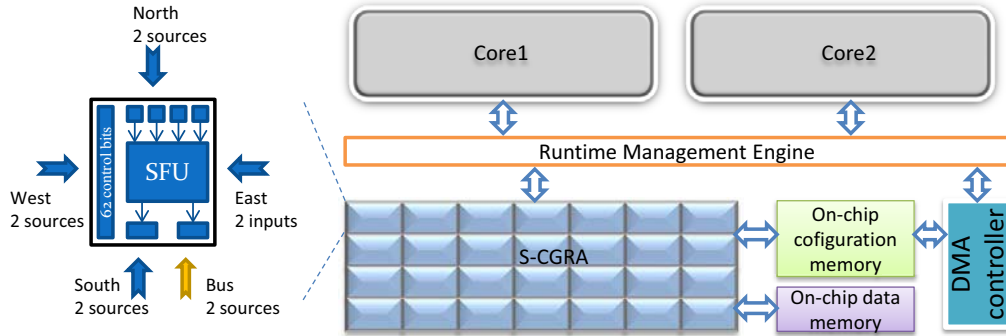 North
2 sources
62 control bits
SFU
West
2 sources
East
2 inputs
South
2 sources
Bus
2 sources
Core1
Core2
Runtime Management Engine
S-CGRA
On-chip
cofiguration
memory
On-chip data
memory
DMA
controller